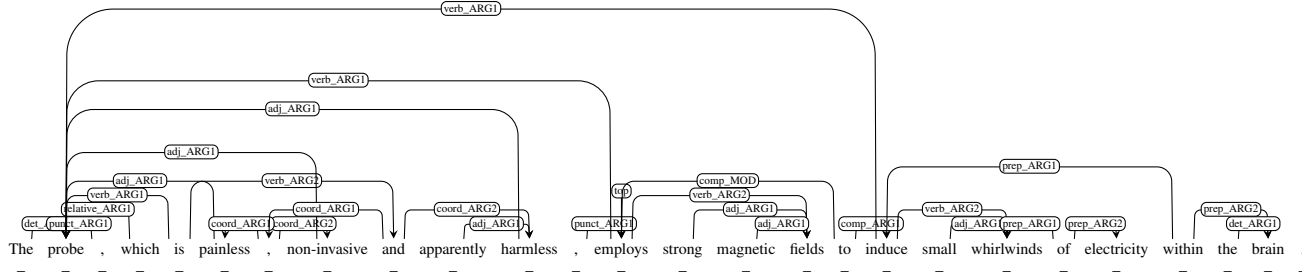 verb_ARG1
verb_ARG1
adj_ARG1
adj_ARG1
prep_ARG1
adj_ARG1 verb_ARG2 comp_MOD
top
verb_ARG1 verb_ARG2
relative_ARG1 coord_ARG1 coord_ARG2 adj_ARG1 verb_ARG2 prep_ARG2
det_ punct_ARG1 coord_ARG1 coord_ARG2 adj_ARG1 punct_ARG1 adj_ARG1 comp_ARG1 adj_ARG1 prep_ARG1 prep_ARG2 det_ARG1
The probe , which is painless , non-invasive and apparently harmless , employs strong magnetic fields to induce small whirlwinds of electricity within the brain .
_ _ _ _ _ _ _ _ _ _ _ _ _ _ _ _ _ _ _ _ _ _ _ _ _ _